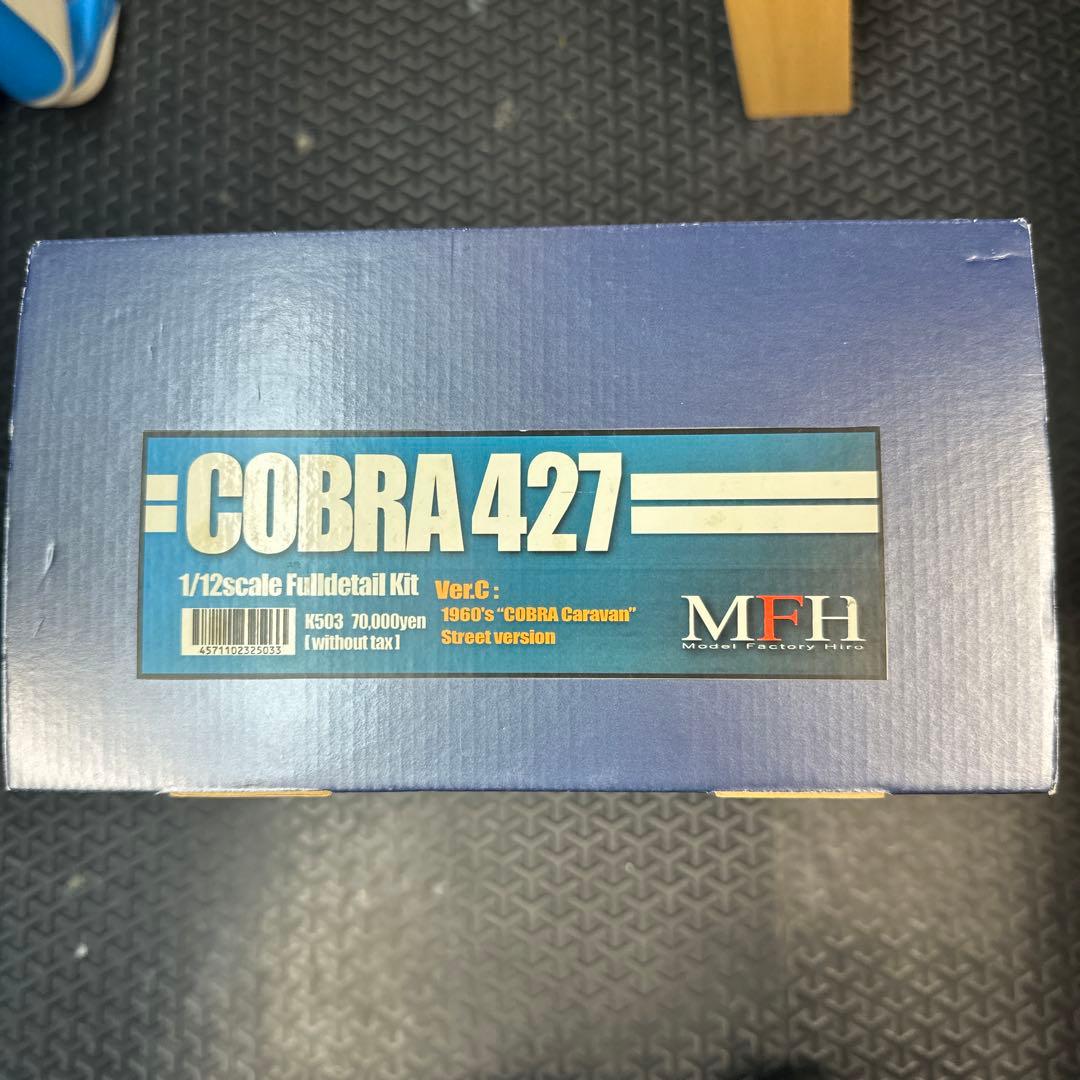 COBRA 427
1/12scale Fulldetail Kit
Ver.C :
1960's "COBRA Caravan"
Street version
K503 70,000yen
[without tax]
4571102325033
MFH
Model Factory Hiro